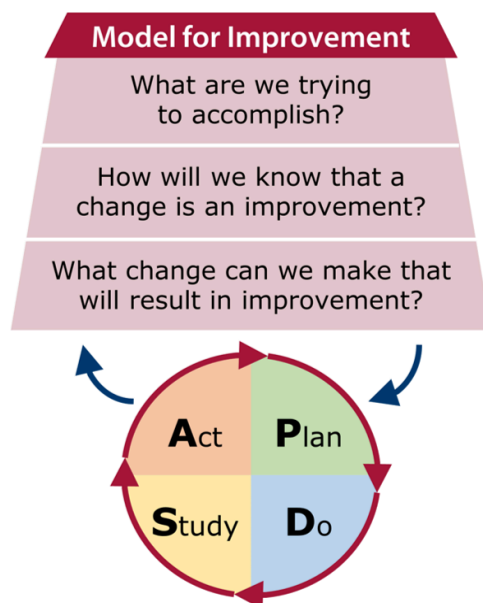 Model for Improvement
What are we trying
to accomplish?
How will we know that a
change is an improvement?
What change can we make that
will result in improvement?
Act
Plan
Study
Do